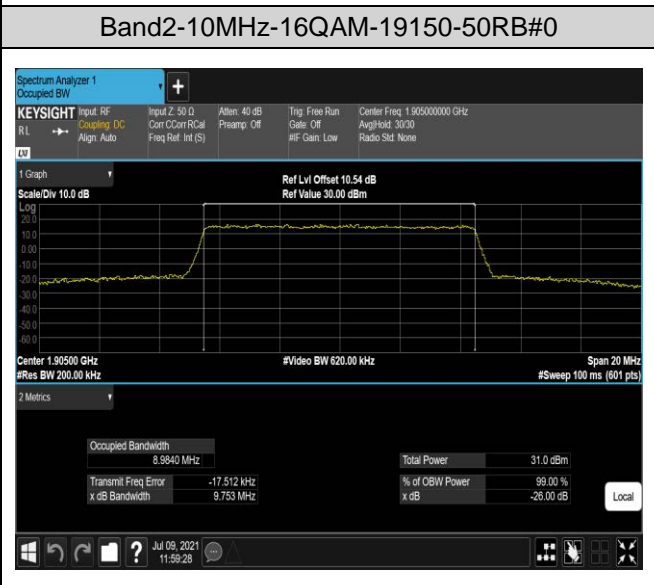 Band2-10MHz-16QAM-19150-50RB#0
Spectrum Analyzer 1
Occupied BW
+
KEYSIGHT Input: RF Input Z: 50 Ω Atten: 40 dB Trig: Free Run Center Freq: 1.905000000 GHz
RL Coupling: DC Corr CCorr RCal Preamp: Off Gate: Off Avg|Hold: 30/30
Align: Auto Freq Ref: Int (S) #IF Gain: Low Radio Std: None
LXI
1 Graph
Ref Lvl Offset 10.54 dB
Scale/Div 10.0 dB Ref Value 30.00 dBm
Log
20.0
10.0
0.00
-10.0
-20.0
-30.0
-40.0
-50.0
-60.0
Center 1.90500 GHz #Video BW 620.00 kHz Span 20 MHz
#Res BW 200.00 kHz #Sweep 100 ms (601 pts)
2 Metrics
Occupied Bandwidth
8.9840 MHz Total Power 31.0 dBm
Transmit Freq Error -17.512 kHz % of OBW Power 99.00 %
x dB Bandwidth 9.753 MHz x dB -26.00 dB
Local
? Jul 09, 2021
11:59:28